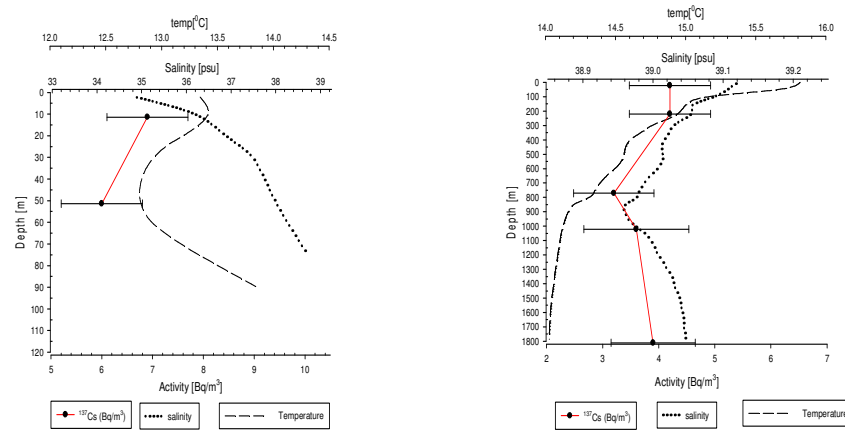 temp[⁰C]
12.0 12.5 13.0 13.5 14.0 14.5
Salinity [psu]
33 34 35 36 37 38 39
Depth [m]
0
10
20
30
40
50
60
70
80
90
100
110
120
5 6 7 8 9 10
Activity [Bq/m³]
¹³⁷Cs (Bq/m³) salinity Temperature
temp[⁰C]
14.0 14.5 15.0 15.5 16.0
Salinity [psu]
38.9 39.0 39.1 39.2
Depth [m]
0
100
200
300
400
500
600
700
800
900
1000
1100
1200
1300
1400
1500
1600
1700
1800
2 3 4 5 6 7
Activity [Bq/m³]
¹³⁷Cs (Bq/m³) salinity Temperature